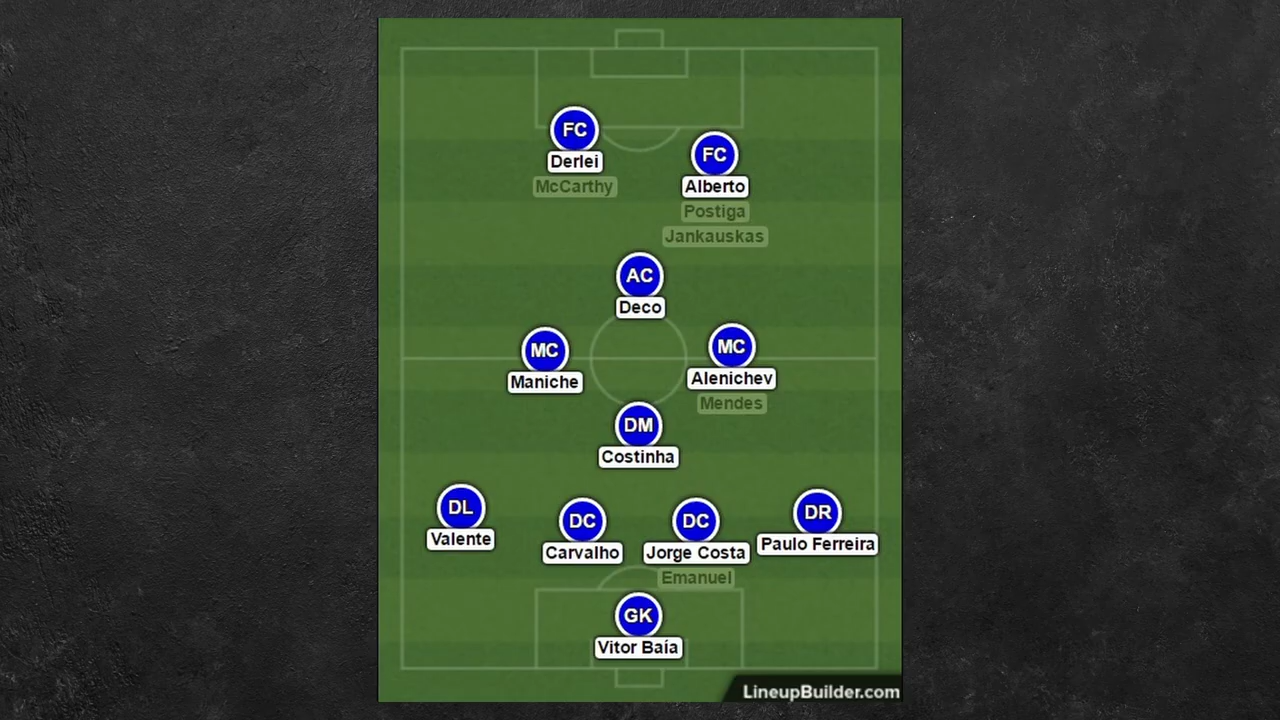 FC
Derlei
McCarthy
FC
Alberto
Postiga
Jankauskas
AC
Deco
MC
Maniche
MC
Alenichev
Mendes
DM
Costinha
DL
Valente
DC
Carvalho
DC
Jorge Costa
Emanuel
DR
Paulo Ferreira
GK
Vitor Baía
LineupBuilder.com